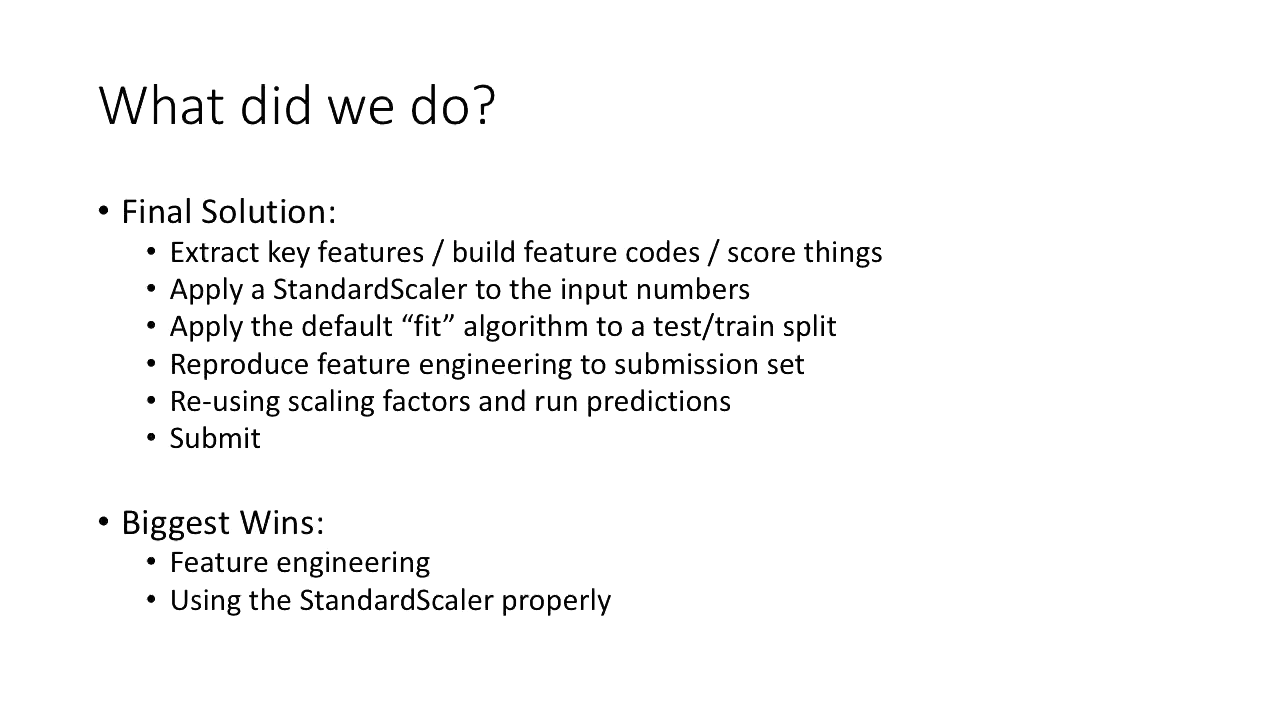 What did we do?
• Final Solution:
• Extract key features / build feature codes / score things
• Apply a StandardScaler to the input numbers
• Apply the default “fit” algorithm to a test/train split
• Reproduce feature engineering to submission set
• Re-using scaling factors and run predictions
• Submit
• Biggest Wins:
• Feature engineering
• Using the StandardScaler properly